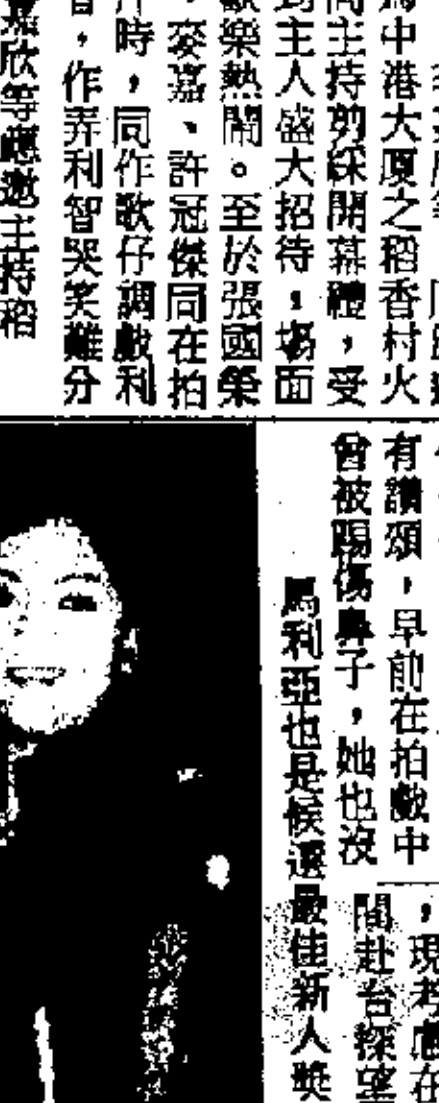 為中港大厦之稻香村火
間主持剪綵開幕禮，受
到主人盛大招待，場面
歡樂熱鬧。至於張國榮
、麥嘉、許冠傑同在拍
片時，同作歌仔調戲利
智，作弄利智哭笑難分
嘉欣等應邀主持稻
有讚頌，早前在拍戲中
曾被踢傷鼻子，她也沒
馬利亞也是候選最佳新人獎
，現考慮在
間赴台探望